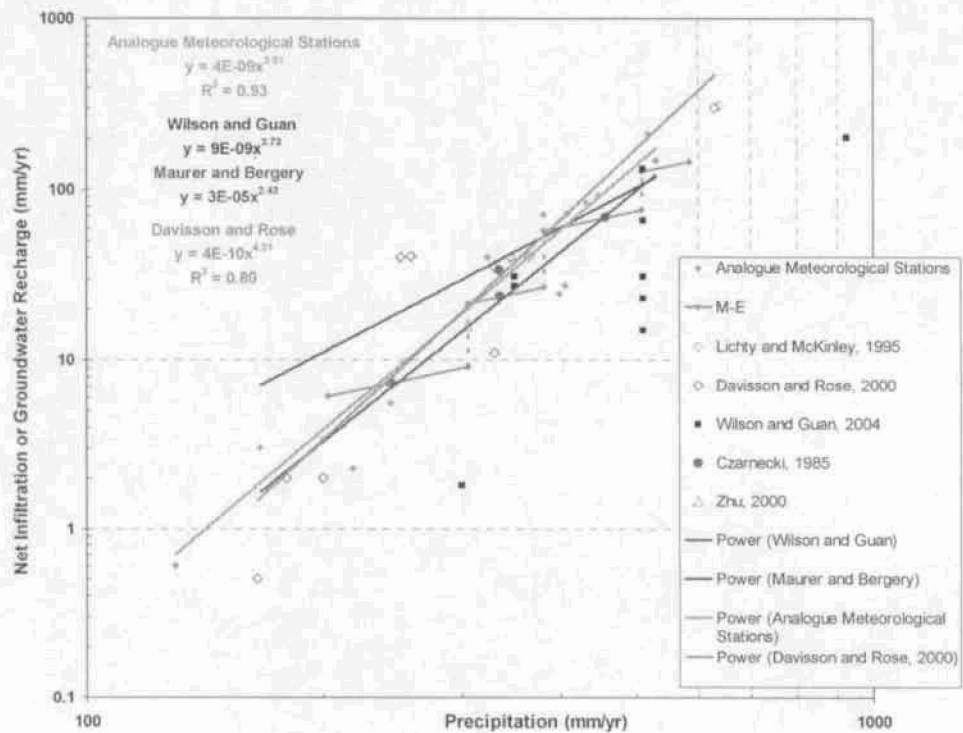 Net Infiltration or Groundwater Recharge (mm/yr)
1000
100
10
1
0.1
Analogue Meteorological Stations
y = 4E-09x
R² = 0.93
Wilson and Guan
y = 9E-09x
Maurer and Bergery
y = 3E-05x
Davisson and Rose
y = 4E-10x
R² = 0.80
Analogue Meteorological Stations
M-E
Lichty and McKinley, 1995
Davisson and Rose, 2000
Wilson and Guan, 2004
Czarnecki, 1985
Zhu, 2000
Power (Wilson and Guan)
Power (Maurer and Bergery)
Power (Analogue Meteorological
Stations)
Power (Davisson and Rose, 2000)
100
Precipitation (mm/yr)
1000